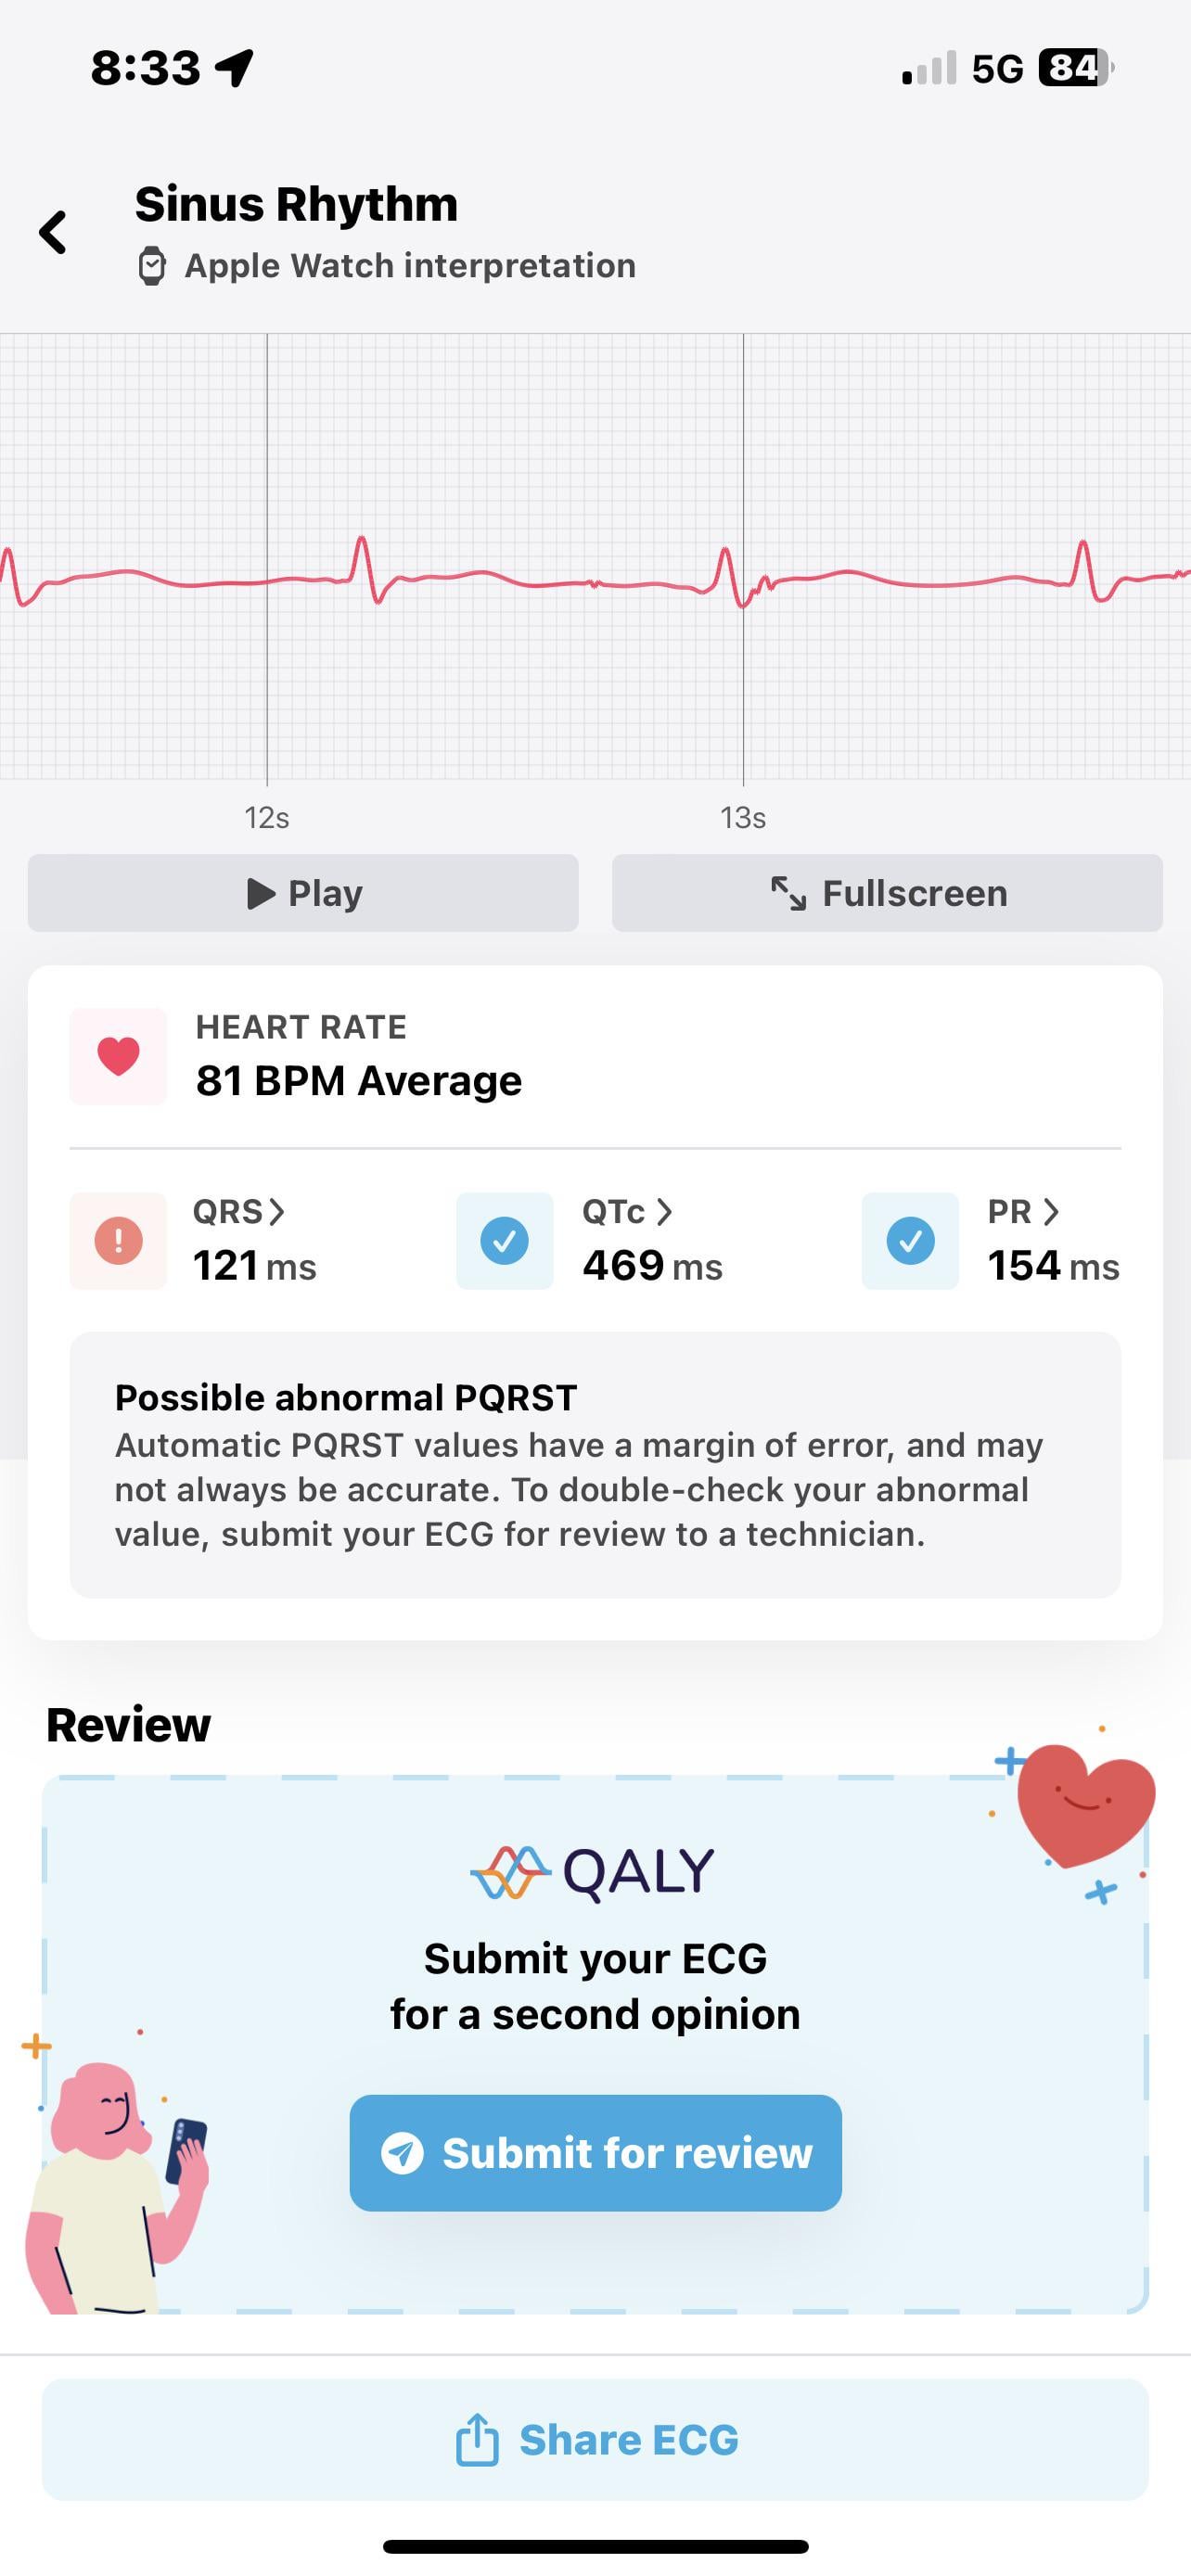 8:33
5G 84
Sinus Rhythm
Apple Watch interpretation
12s 13s
Play
Fullscreen
HEART RATE
81 BPM Average
QRS
121 ms
QTc
469 ms
PR
154 ms
Possible abnormal PQRST
Automatic PQRST values have a margin of error, and may
not always be accurate. To double-check your abnormal
value, submit your ECG for review to a technician.
Review
QALY
Submit your ECG
for a second opinion
Submit for review
Share ECG